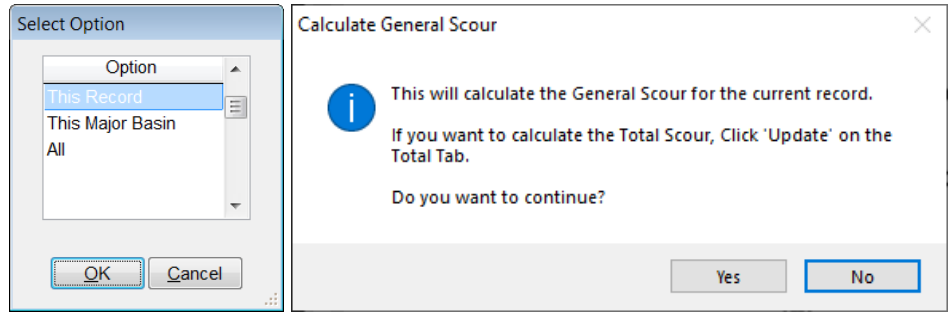 Select Option
Option
This Record
This Major Basin
All
OK
Cancel
Calculate General Scour
This will calculate the General Scour for the current record.
If you want to calculate the Total Scour, Click 'Update' on the
Total Tab.
Do you want to continue?
Yes
No